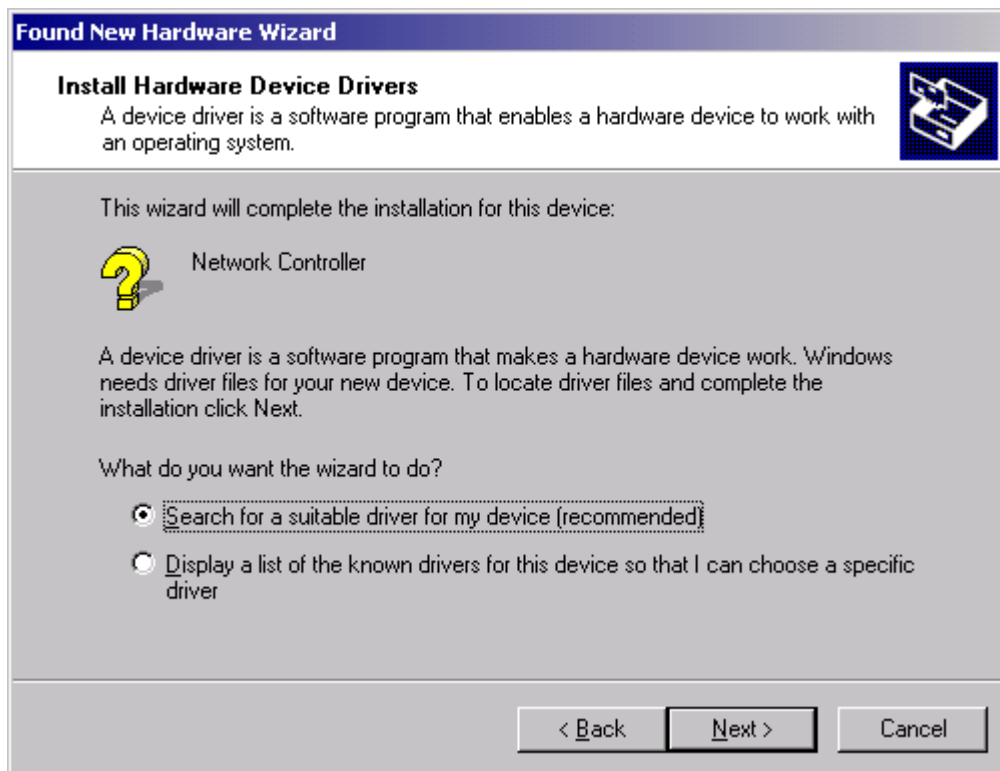 Found New Hardware Wizard
Install Hardware Device Drivers
A device driver is a software program that enables a hardware device to work with
an operating system.
This wizard will complete the installation for this device:
Network Controller
A device driver is a software program that makes a hardware device work. Windows
needs driver files for your new device. To locate driver files and complete the
installation click Next.
What do you want the wizard to do?
Search for a suitable driver for my device (recommended)
Display a list of the known drivers for this device so that I can choose a specific
driver
< Back
Next >
Cancel